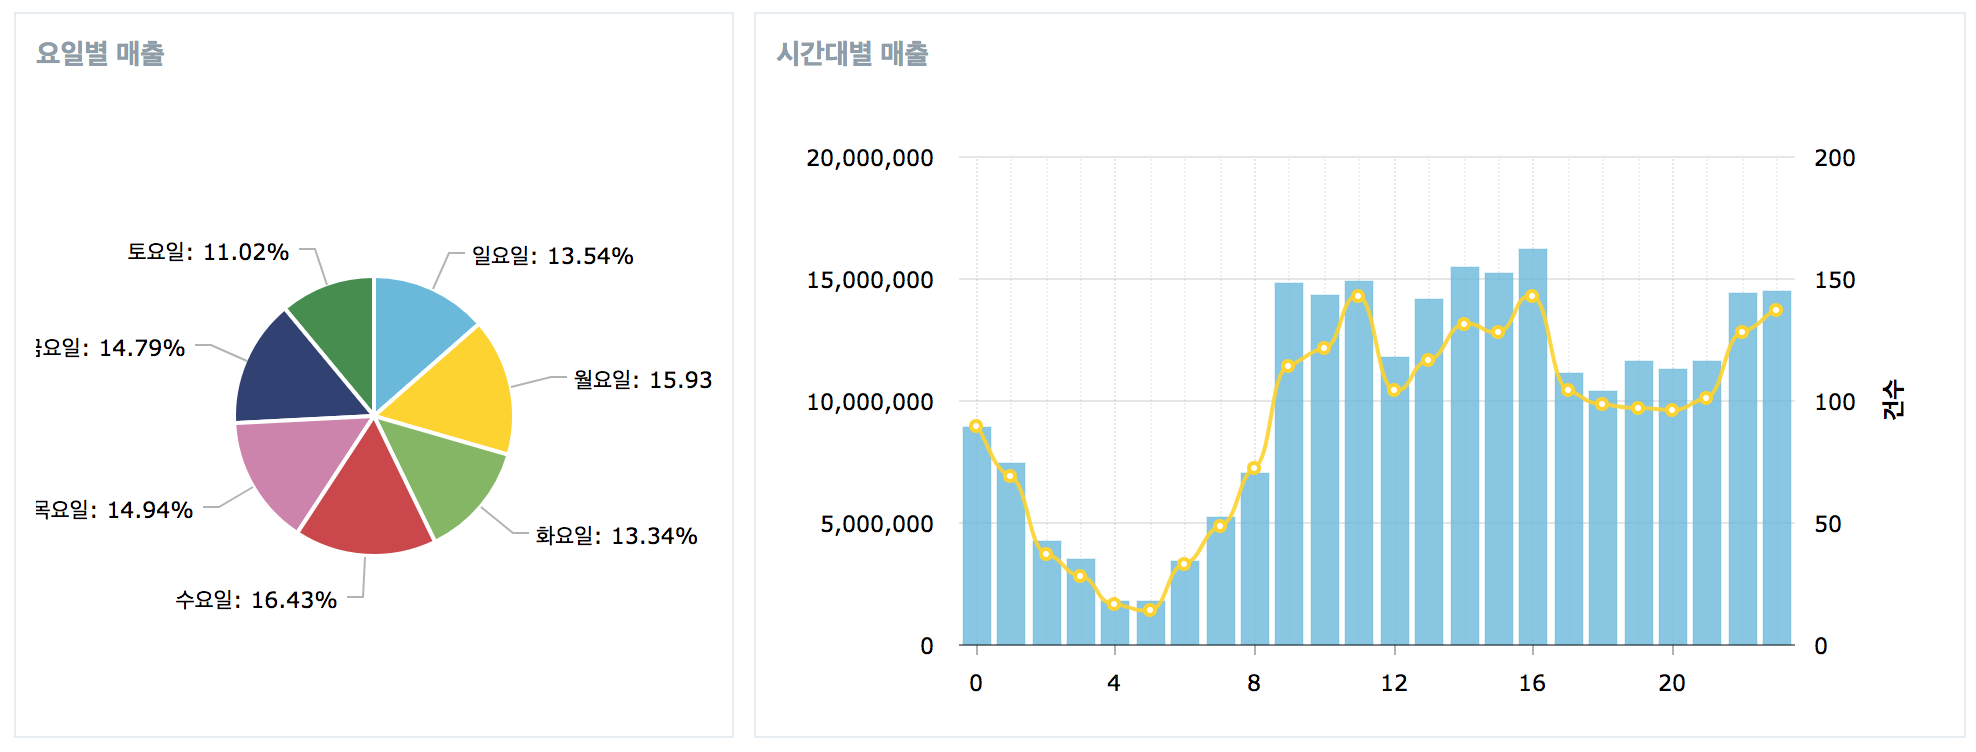 요일별 매출
토요일: 11.02%
일요일: 13.54%
요일: 14.79%
월요일: 15.93
목요일: 14.94%
화요일: 13.34%
수요일: 16.43%
시간대별 매출
20,000,000
15,000,000
10,000,000
5,000,000
0
200
150
100
50
0
건수
0 4 8 12 16 20